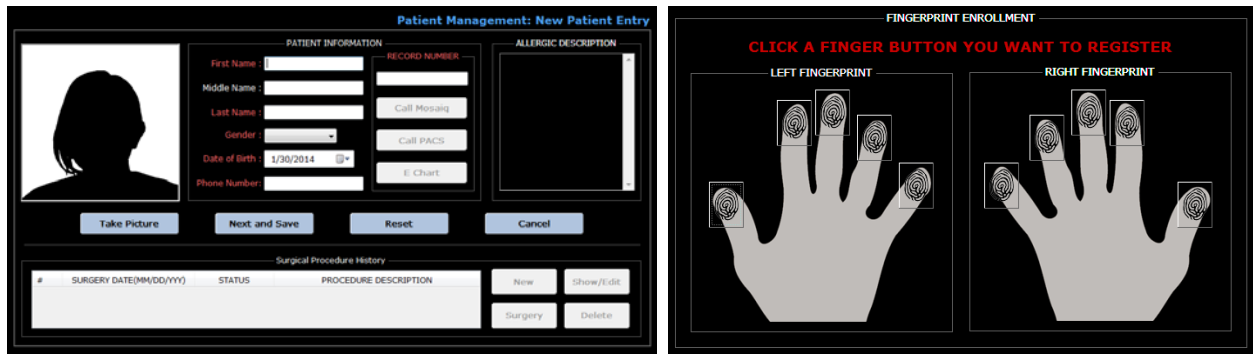 Patient Management: New Patient Entry
PATIENT INFORMATION
First Name :
Middle Name :
Last Name :
Gender :
Date of Birth : 1/30/2014
Phone Number:
RECORD NUMBER
Call Mosaiq
Call PACS
E Chart
ALLERGIC DESCRIPTION
Take Picture Next and Save Reset Cancel
Surgical Procedure History
# SURGERY DATE(MM/DD/YYY) STATUS PROCEDURE DESCRIPTION
New Show/Edit
Surgery Delete
FINGERPRINT ENROLLMENT
CLICK A FINGER BUTTON YOU WANT TO REGISTER
LEFT FINGERPRINT
RIGHT FINGERPRINT